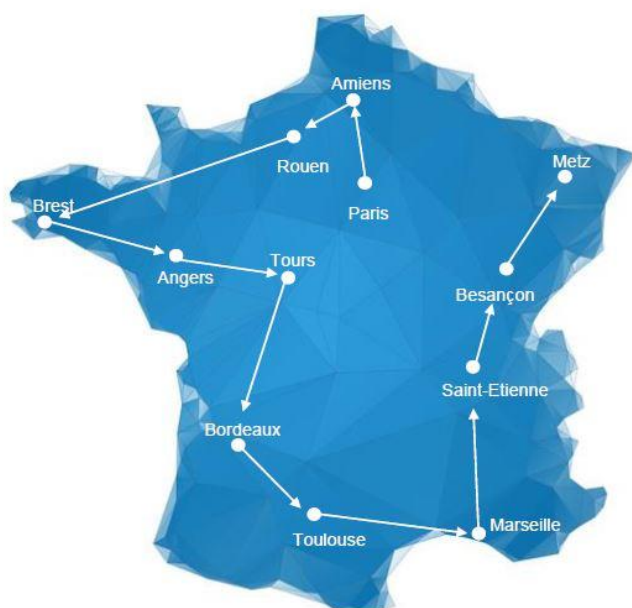 Amiens
Rouen
Metz
Paris
Brest
Angers
Tours
Besançon
Saint-Etienne
Bordeaux
Toulouse
Marseille